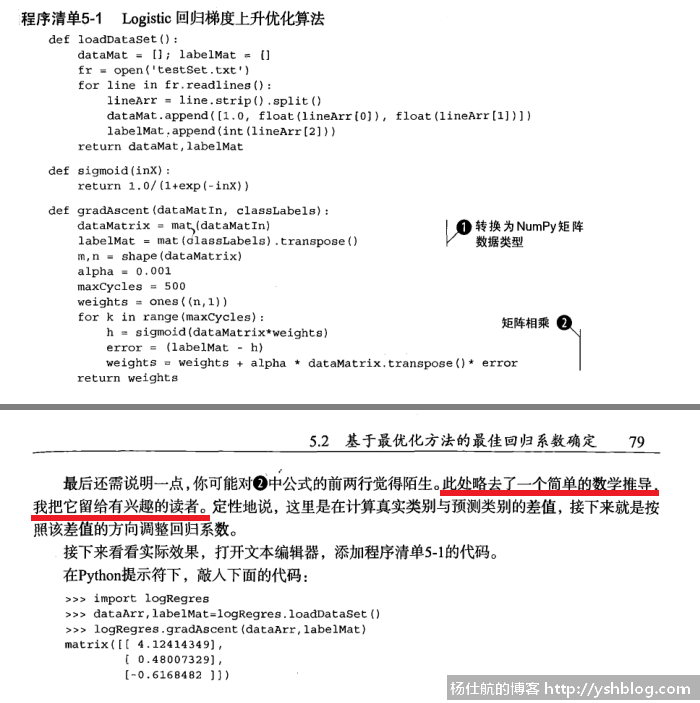 程序清单5-1 Logistic 回归梯度上升优化算法
def loadDataSet():
    dataMat = []; labelMat = []
    fr = open('testSet.txt')
    for line in fr.readlines():
        lineArr = line.strip().split()
        dataMat.append([1.0, float(lineArr[0]), float(lineArr[1])])
        labelMat.append(int(lineArr[2]))
    return dataMat,labelMat
def sigmoid(inX):
    return 1.0/(1+exp(-inX))
def gradAscent(dataMatIn, classLabels):
    dataMatrix = mat(dataMatIn)
❶ 转换为NumPy矩阵
    labelMat = mat(classLabels).transpose()
数据类型
    m,n = shape(dataMatrix)
    alpha = 0.001
    maxCycles = 500
    weights = ones((n,1))
    for k in range(maxCycles):
矩阵相乘 ❷
        h = sigmoid(dataMatrix*weights)
        error = (labelMat - h)
        weights = weights + alpha * dataMatrix.transpose()* error
    return weights
5.2 基于最优化方法的最佳回归系数确定 79
最后还需说明一点，你可能对❷中公式的前两行觉得陌生。此处略去了一个简单的数学推导，
我把它留给有兴趣的读者。定性地说，这里是在计算真实类别与预测类别的差值，接下来就是按
照该差值的方向调整回归系数。
接下来看看实际效果，打开文本编辑器，添加程序清单5-1的代码。
在Python提示符下，敲入下面的代码：
>>> import logRegres
>>> dataArr,labelMat=logRegres.loadDataSet()
>>> logRegres.gradAscent(dataArr,labelMat)
matrix([[ 4.12414349],
        [ 0.48007329],
        [-0.6168482 ]])
杨仕航的博客 http://yshblog.com